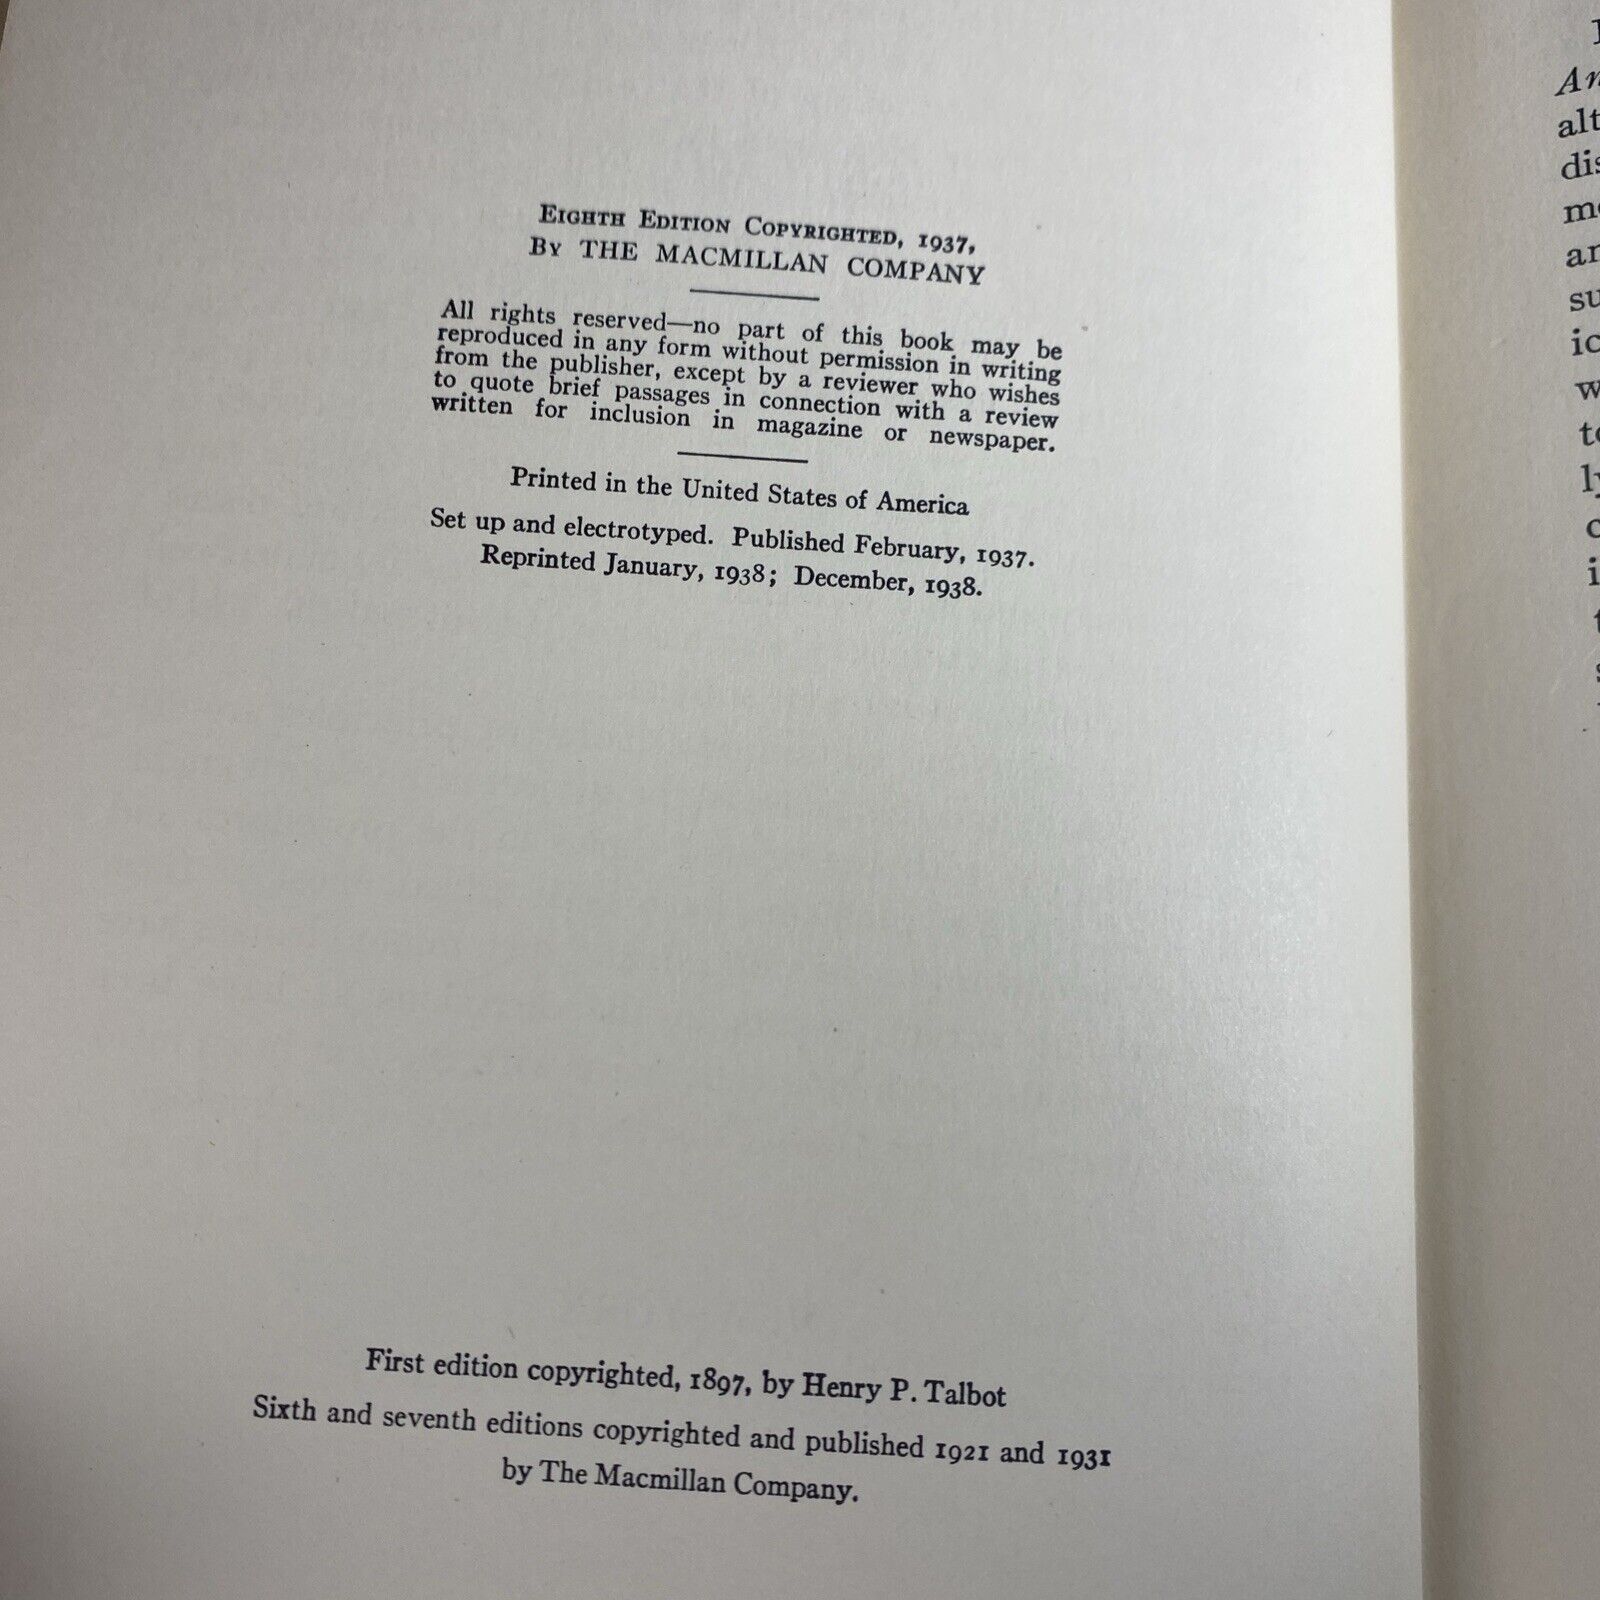 EIGHTH EDITION COPYRIGHTED, 1937,
BY THE MACMILLAN COMPANY
All rights reserved—no part of this book may be
reproduced in any form without permission in writing
from the publisher, except by a reviewer who wishes
to quote brief passages in connection with a review
written for inclusion in magazine or newspaper.
Printed in the United States of America
Set up and electrotyped. Published February, 1937.
Reprinted January, 1938; December, 1938.
First edition copyrighted, 1897, by Henry P. Talbot
Sixth and seventh editions copyrighted and published 1921 and 1931
by The Macmillan Company.